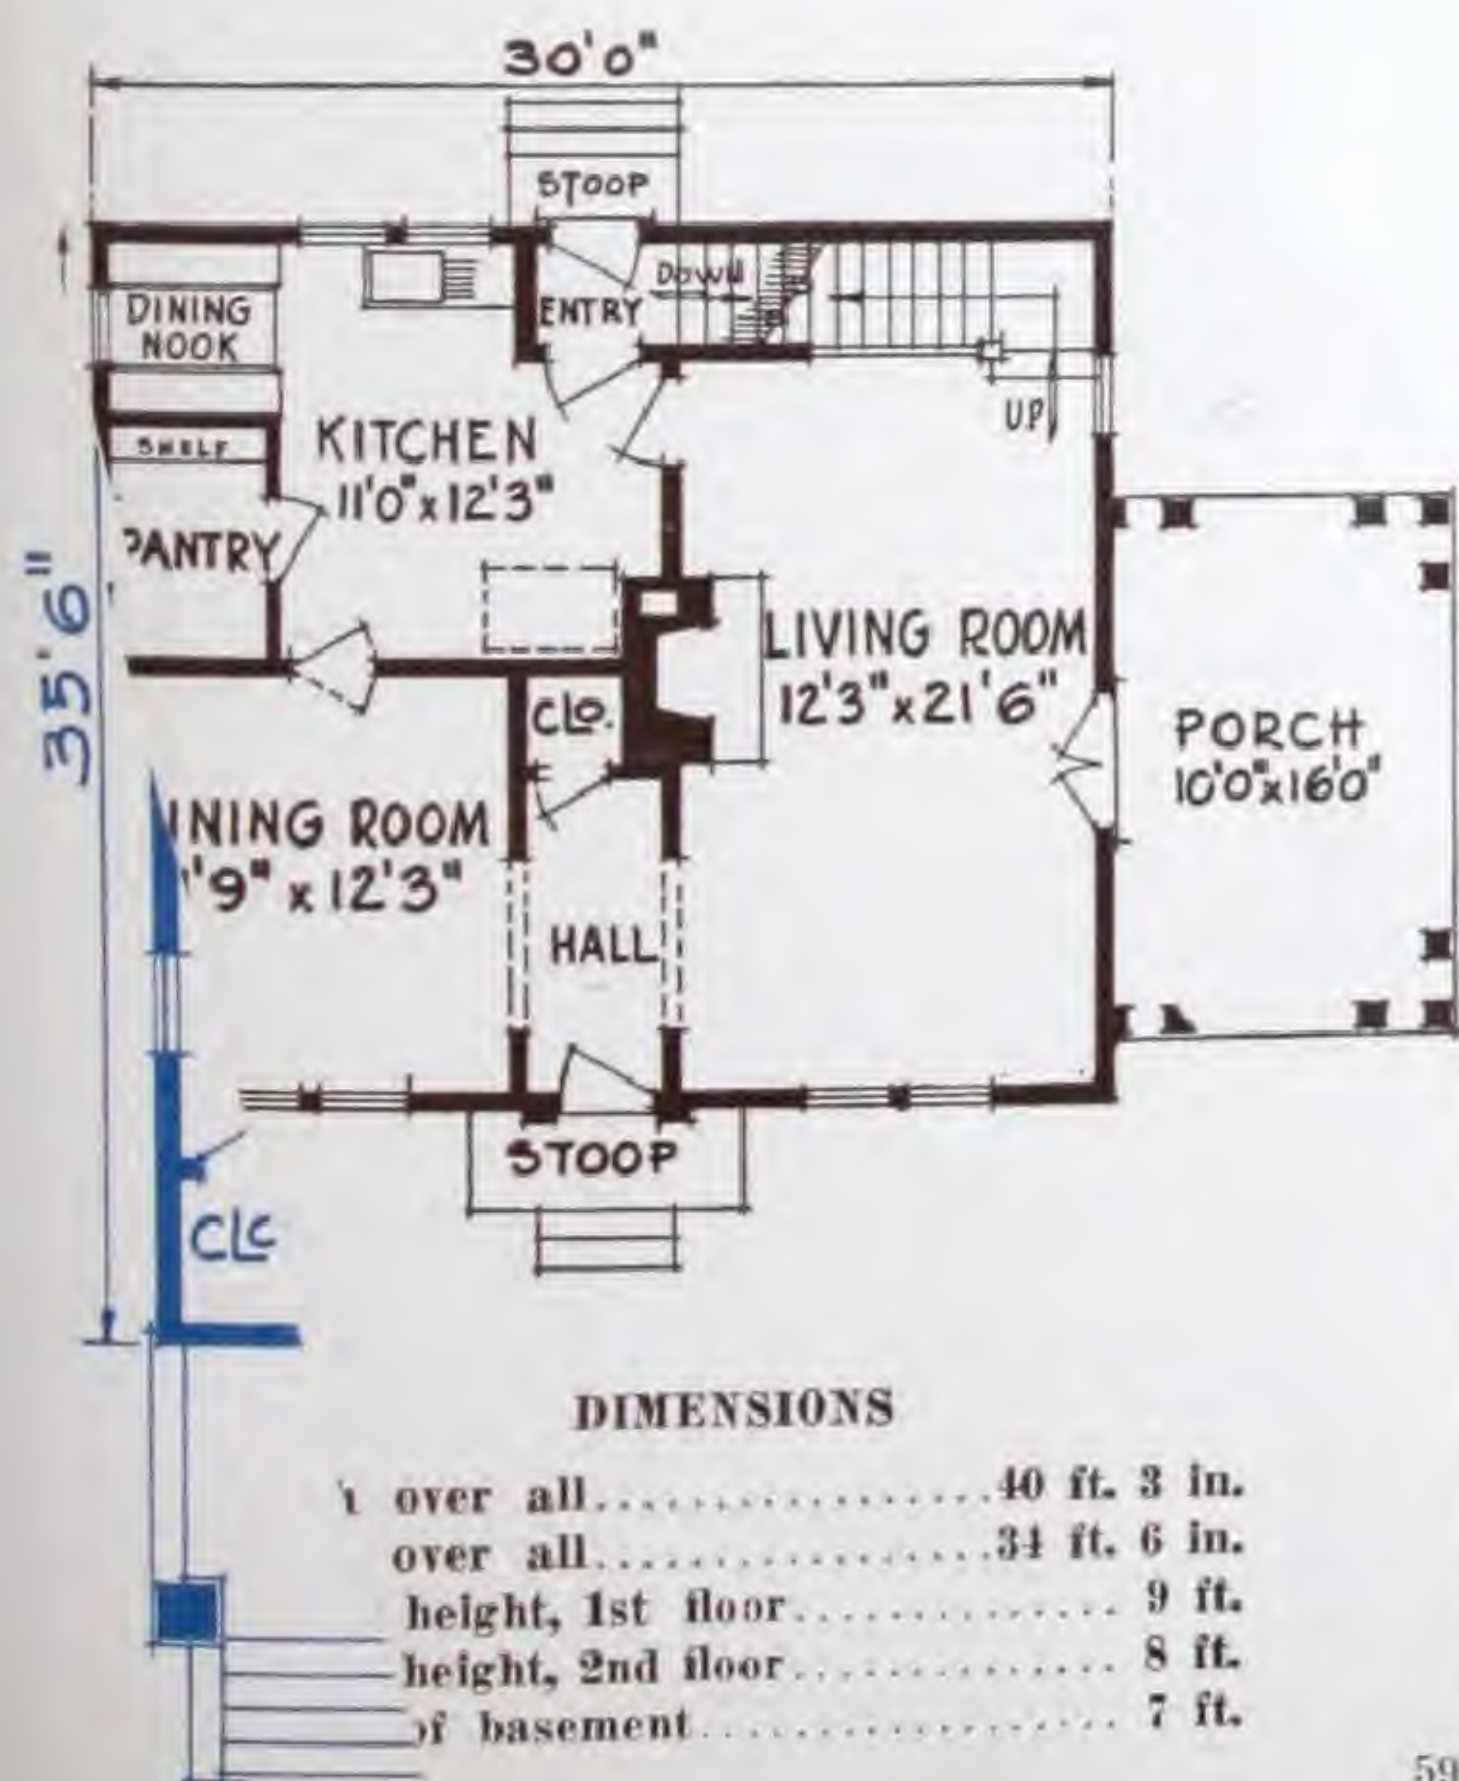 30'0"
STOOP
DOWN
ENTRY
DINING
NOOK
UP
SHELF
KITCHEN
11'0" x 12'3"
PANTRY
35'6"
LIVING ROOM
12'3" x 21'6"
CLO.
PORCH
10'0" x 16'0"
INING ROOM
'9" x 12'3"
HALL
STOOP
CLC
DIMENSIONS
over all..................40 ft. 3 in.
over all..................34 ft. 6 in.
height, 1st floor.............. 9 ft.
height, 2nd floor.............. 8 ft.
of basement.................. 7 ft.
59